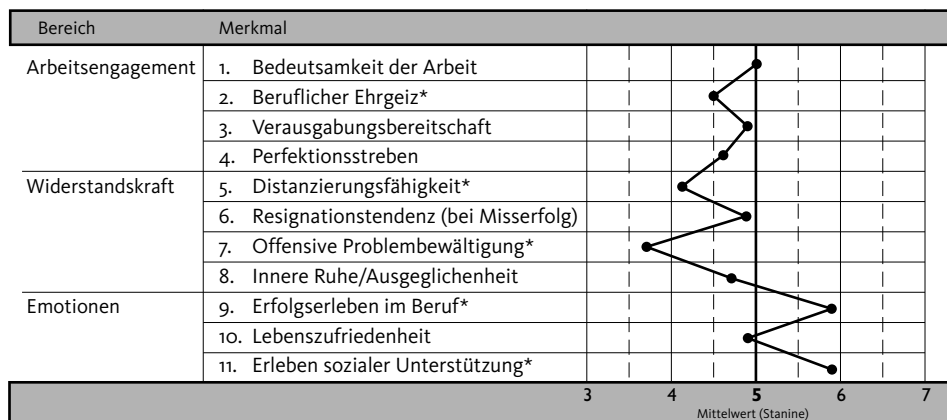 Bereich Merkmal
Arbeitsengagement 1. Bedeutsamkeit der Arbeit
2. Beruflicher Ehrgeiz*
3. Verausgabungsbereitschaft
4. Perfektionsstreben
Widerstandskraft 5. Distanzierungsfähigkeit*
6. Resignationstendenz (bei Misserfolg)
7. Offensive Problembewältigung*
8. Innere Ruhe/Ausgeglichenheit
Emotionen 9. Erfolgserleben im Beruf*
10. Lebenszufriedenheit
11. Erleben sozialer Unterstützung*
3 4 5 6 7
Mittelwert (Stanine)